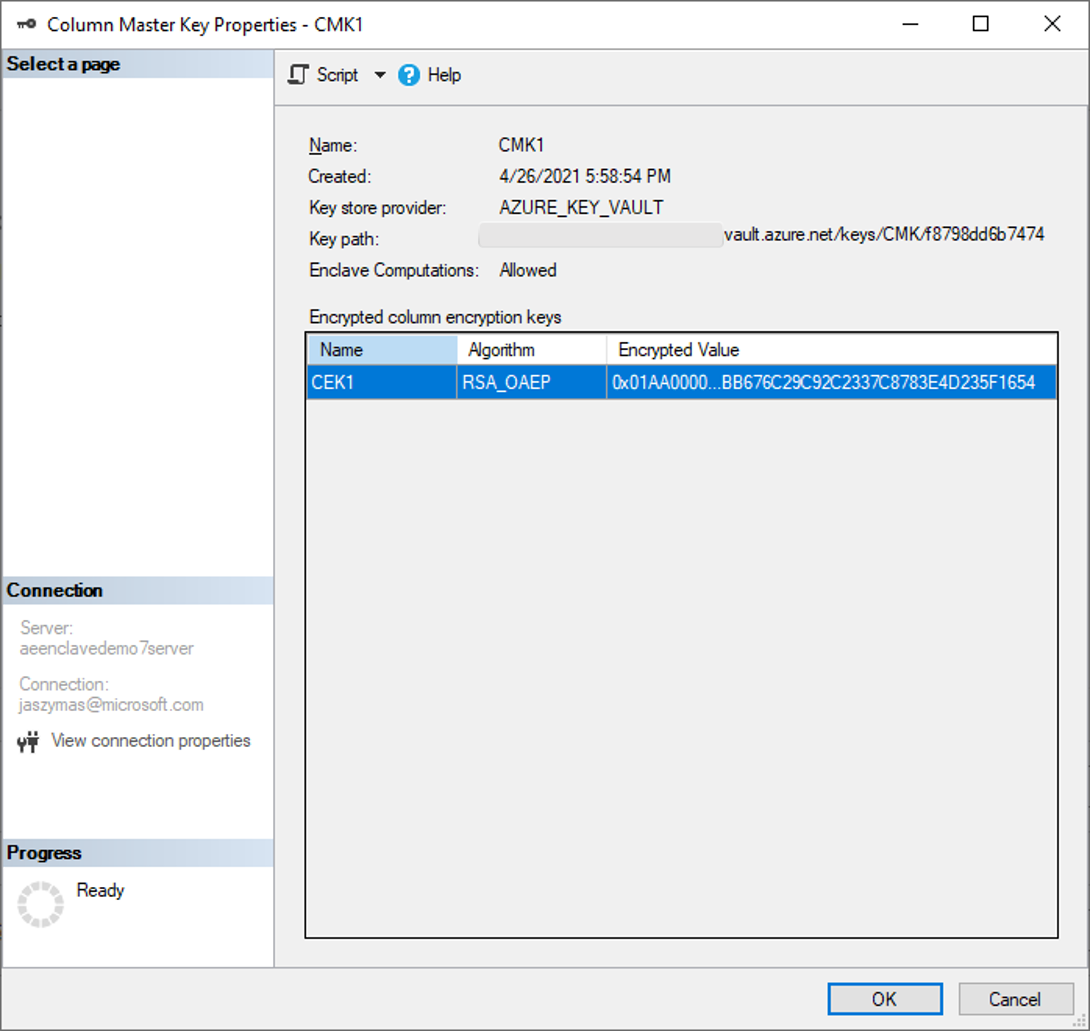 Column Master Key Properties - CMK1
Select a page
Script
Help
Name: CMK1
Created: 4/26/2021 5:58:54 PM
Key store provider: AZURE_KEY_VAULT
Key path: vault.azure.net/keys/CMK/f8798dd6b7474
Enclave Computations: Allowed
Encrypted column encryption keys
Name Algorithm Encrypted Value
CEK1 RSA_OAEP 0x01AA0000...BB676C29C92C2337C8783E4D235F1654
Connection
Server:
aeenclavedemo7server
Connection:
jaszymas@microsoft.com
View connection properties
Progress
Ready
OK Cancel